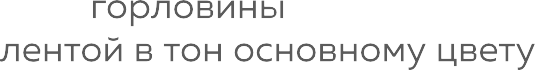 горловины
лентой в тон основному цвету